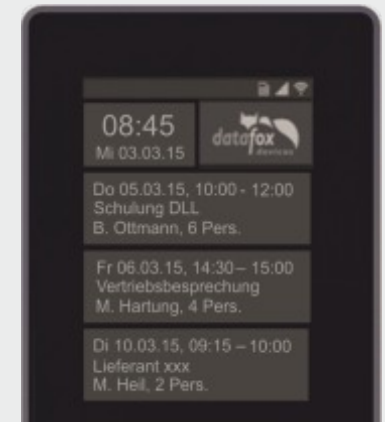 08:45
Mi 03.03.15
datafox
devices
Do 05.03.15, 10:00 - 12:00
Schulung DLL
B. Ottmann, 6 Pers.
Fr 06.03.15, 14:30 – 15:00
Vertriebsbesprechung
M. Hartung, 4 Pers.
Di 10.03.15, 09:15 – 10:00
Lieferant xxx
M. Heil, 2 Pers.